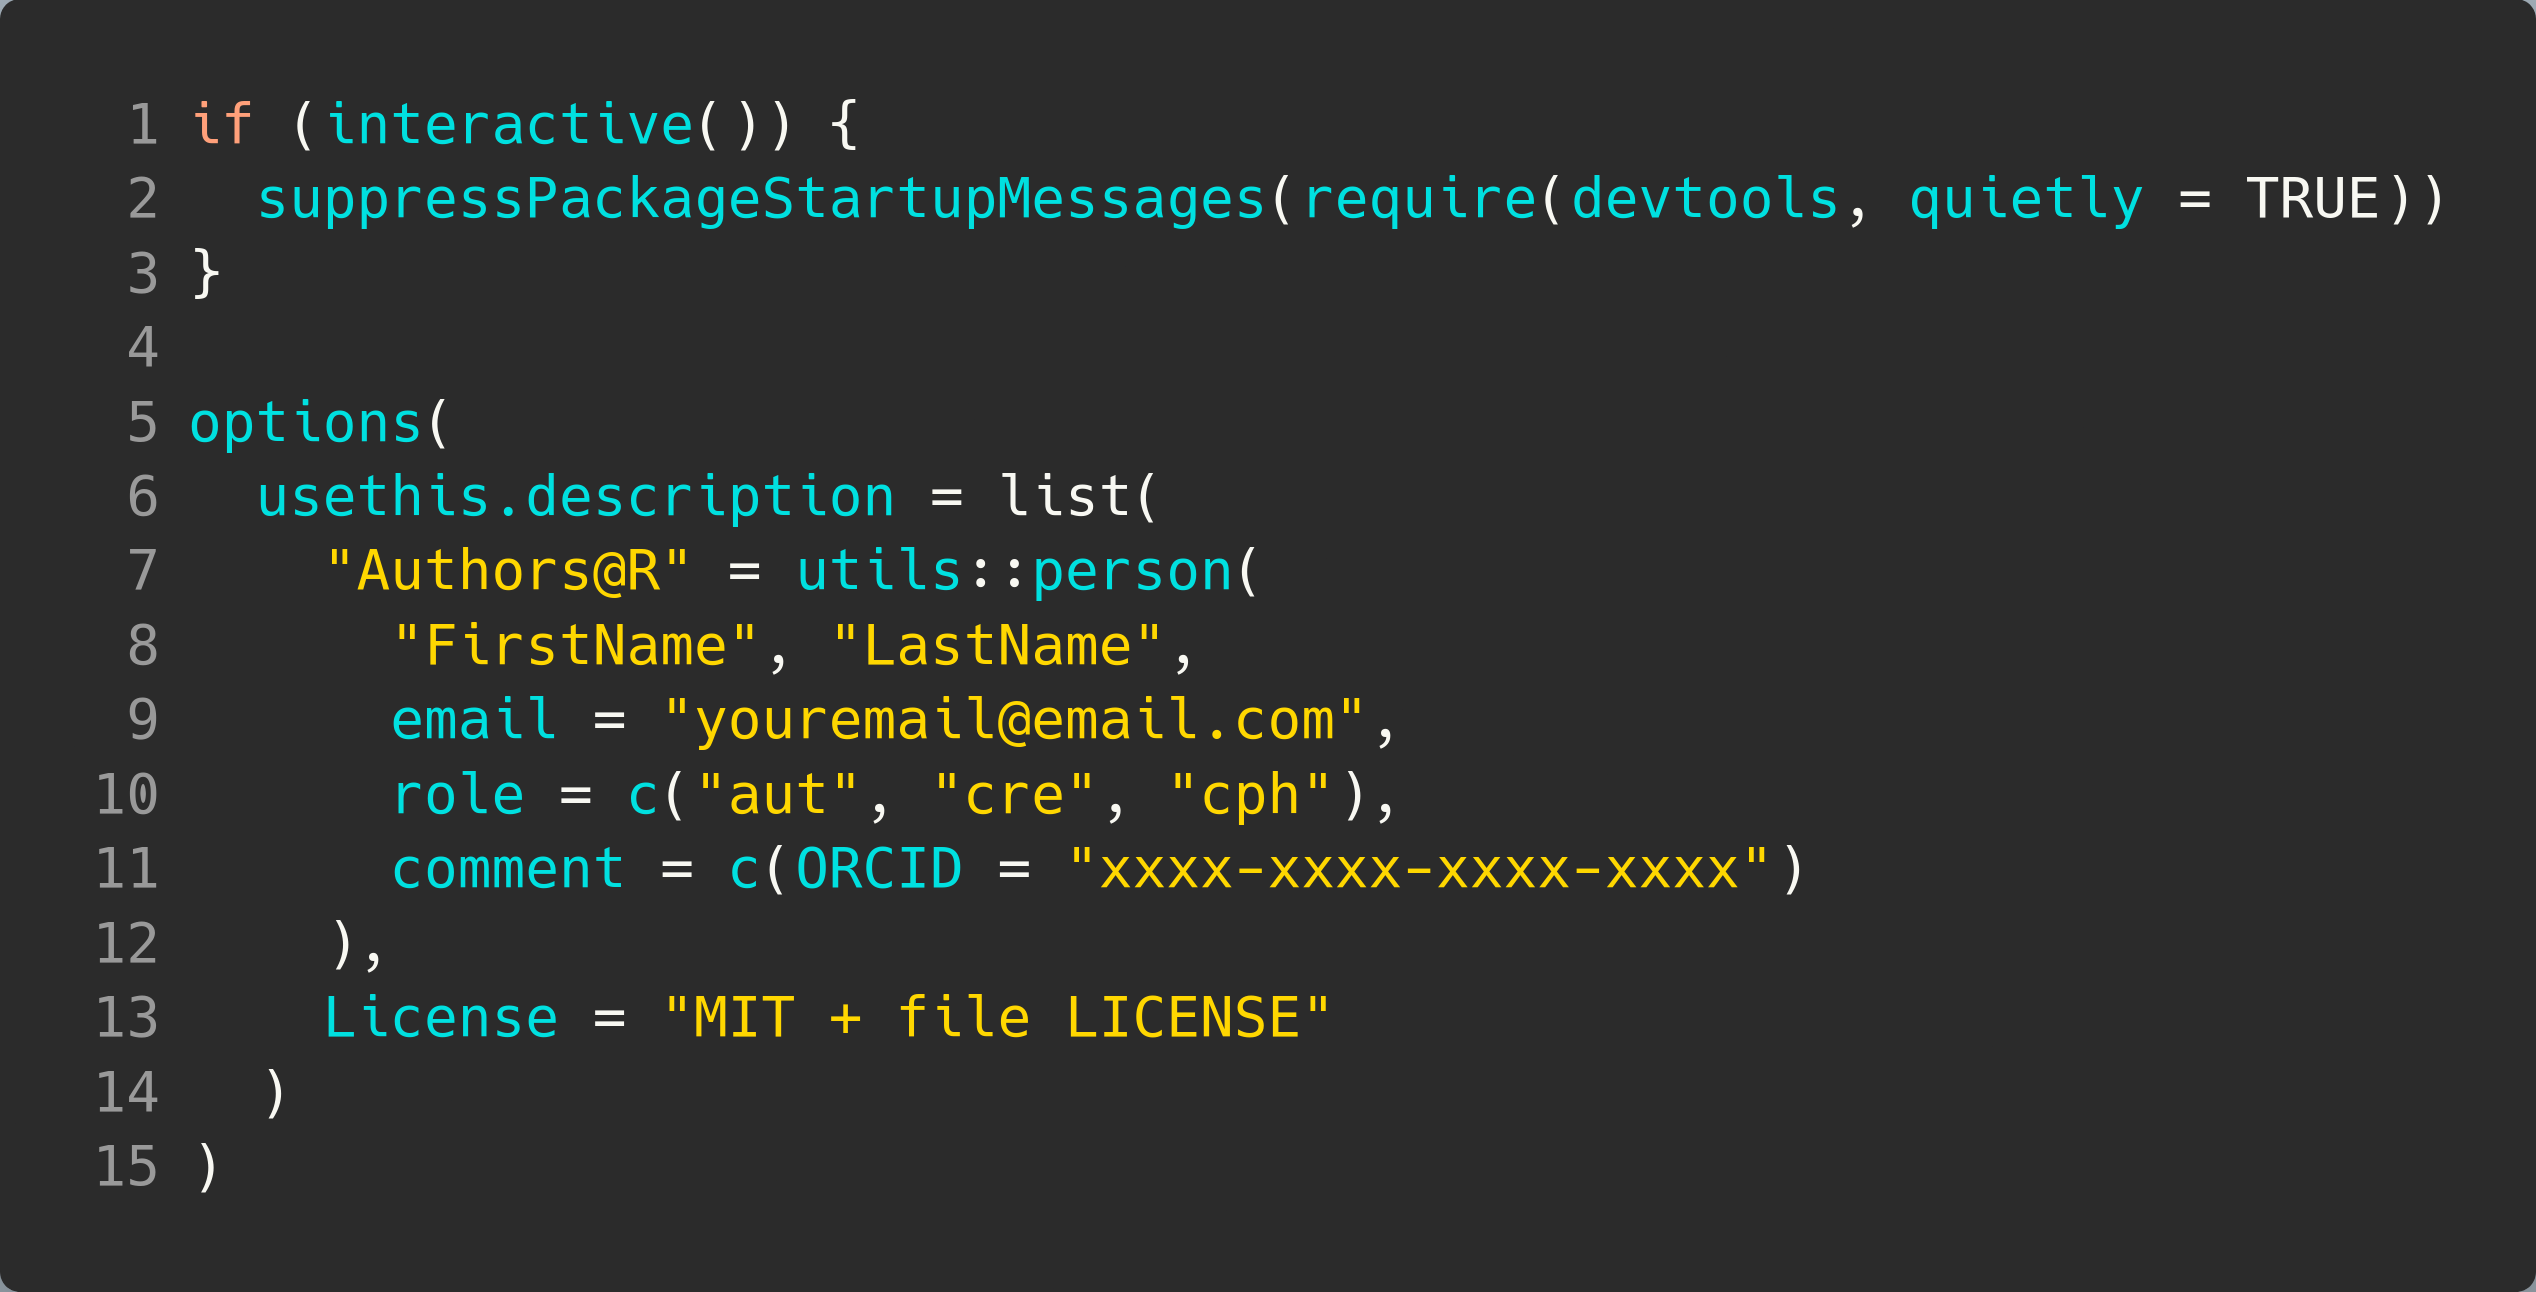 1 if (interactive()) {
2   suppressPackageStartupMessages(require(devtools, quietly = TRUE))
3 }
4
5 options(
6   usethis.description = list(
7     "Authors@R" = utils::person(
8       "FirstName", "LastName",
9       email = "youremail@email.com",
10       role = c("aut", "cre", "cph"),
11       comment = c(ORCID = "xxxx-xxxx-xxxx-xxxx")
12     ),
13     License = "MIT + file LICENSE"
14   )
15 )